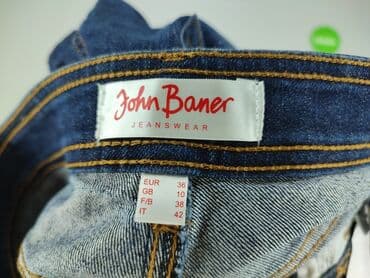 John Baner
JEANSWEAR
EUR 36
GB 10
F/B 38
IT 42